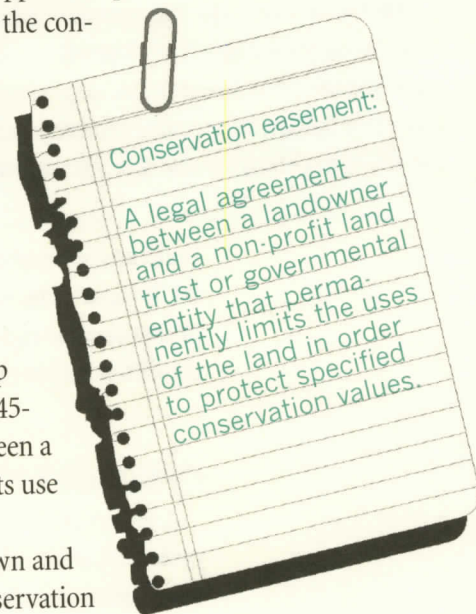 the con-
Conservation easement:
A legal agreement
between a landowner
and a non-profit land
trust or governmental
entity that perma-
nently limits the uses
of the land in order
to protect specified
conservation values.
45-
een a
ts use
wn and
servation